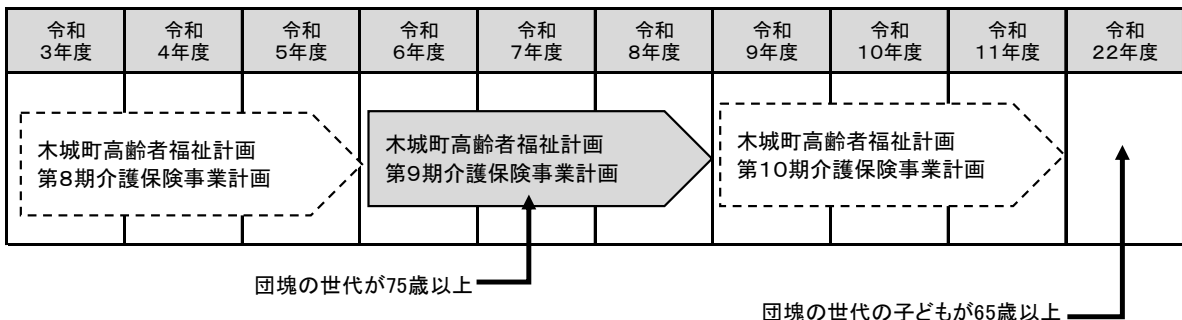 令和
3年度
令和
4年度
令和
5年度
令和
6年度
令和
7年度
令和
8年度
令和
9年度
令和
10年度
令和
11年度
令和
22年度
木城町高齢者福祉計画
第8期介護保険事業計画
木城町高齢者福祉計画
第9期介護保険事業計画
木城町高齢者福祉計画
第10期介護保険事業計画
団塊の世代が75歳以上
団塊の世代の子どもが65歳以上